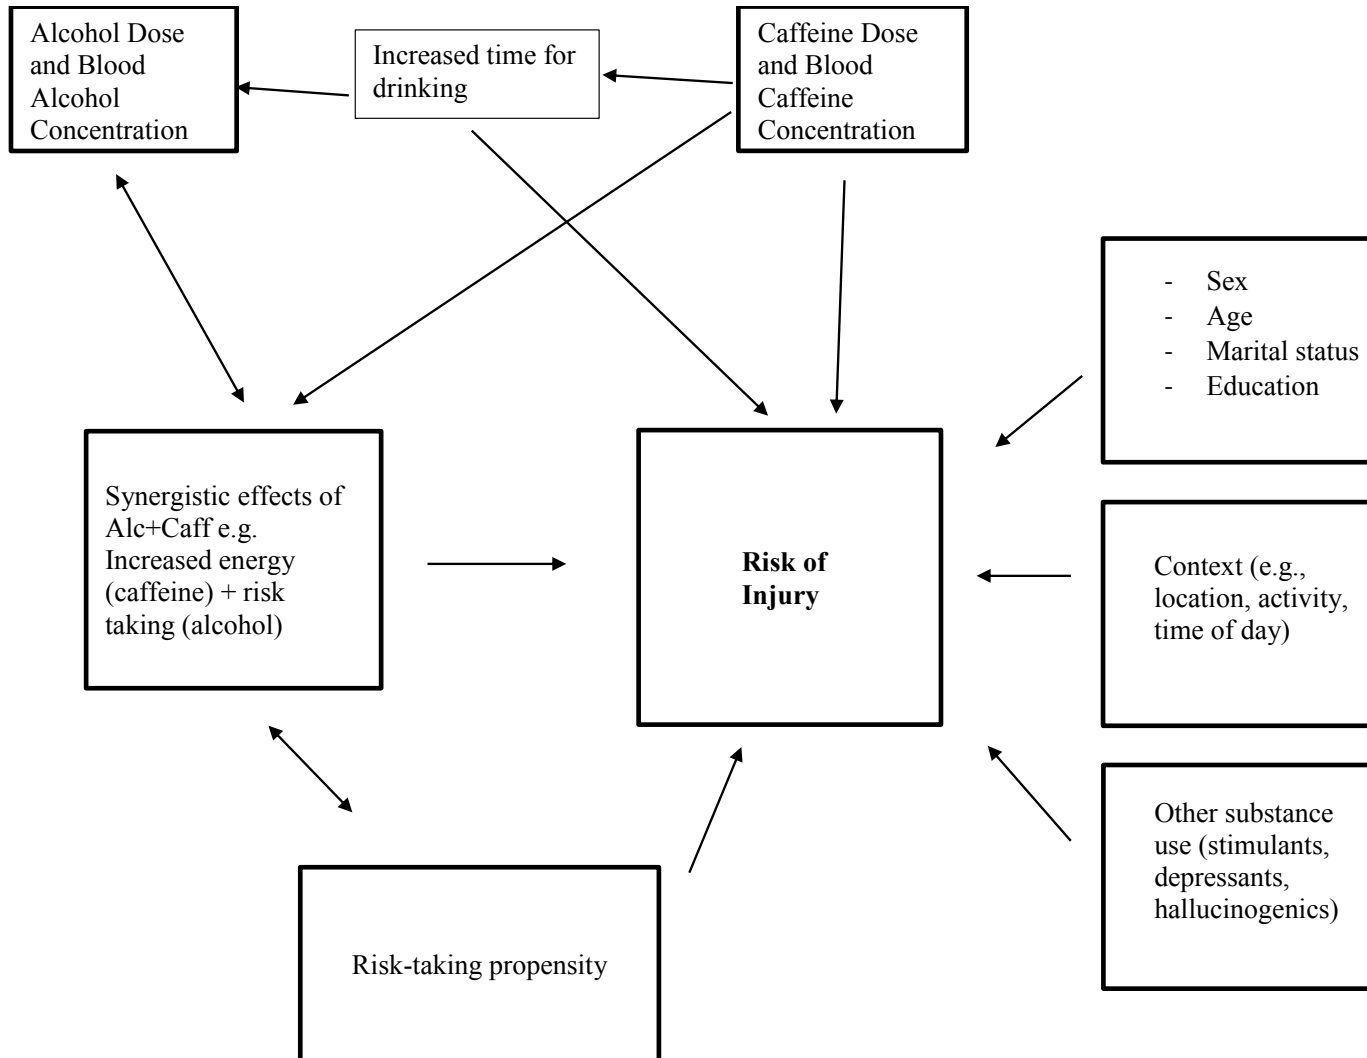 Alcohol Dose
and Blood
Alcohol
Concentration
Increased time for
drinking
Caffeine Dose
and Blood
Caffeine
Concentration
- Sex
- Age
- Marital status
- Education
Synergistic effects of
Alc+Caff e.g.
Increased energy
(caffeine) + risk
taking (alcohol)
Risk of
Injury
Context (e.g.,
location, activity,
time of day)
Other substance
use (stimulants,
depressants,
hallucinogenics)
Risk-taking propensity